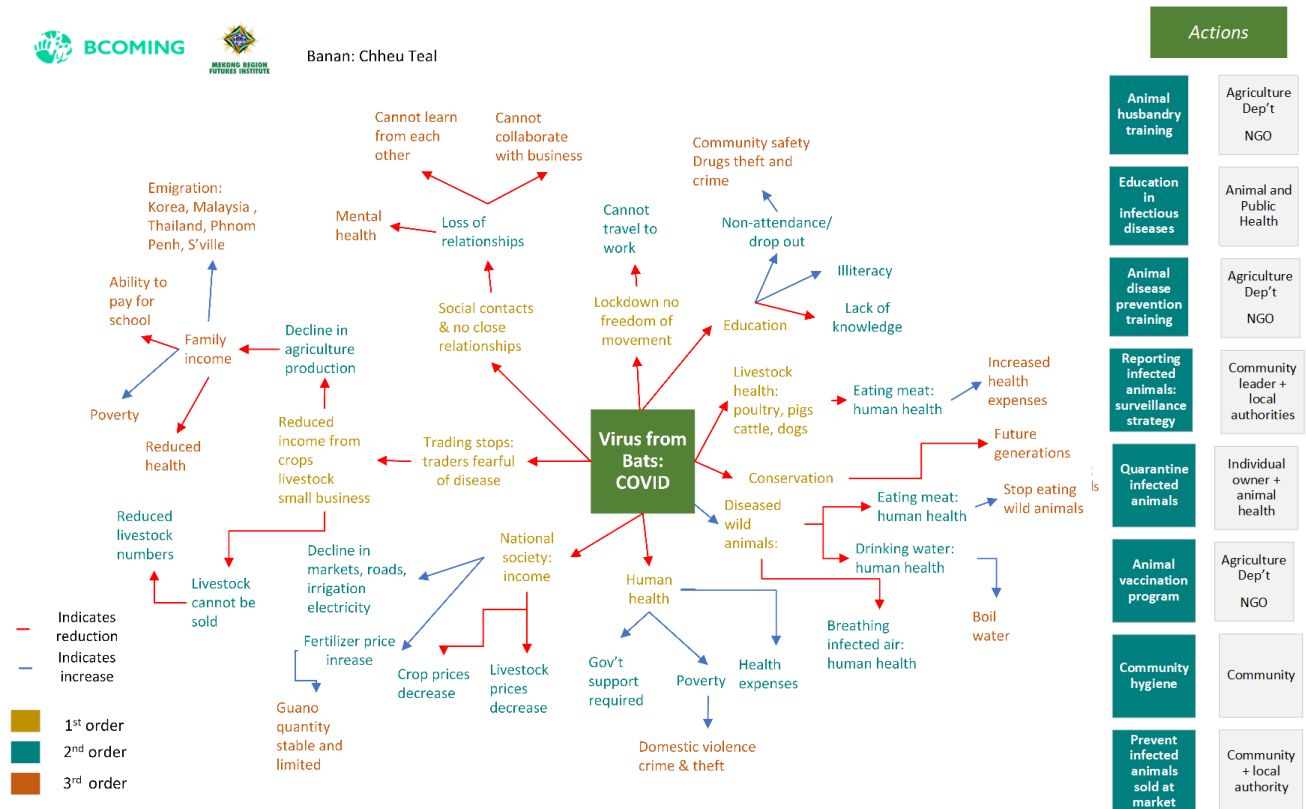 BCOMING
MEKONG REGION
FUTURES INSTITUTE
Banan: Chheu Teal
Actions
Cannot learn
from each
other
Cannot
collaborate
with business
Community safety
Drugs theft and
crime
Emigration:
Korea, Malaysia ,
Thailand, Phnom
Penh, S'ville
Mental
health
Loss of
relationships
Cannot
travel to
work
Non-attendance/
drop out
Illiteracy
Lack of
knowledge
Ability to
pay for
school
Family
income
Decline in
agriculture
production
Social contacts
& no close
relationships
Lockdown no
freedom of
movement
Education
Poverty
Reduced
health
Reduced
income from
crops
livestock
small business
Trading stops:
traders fearful
of disease
Virus from
Bats:
COVID
Livestock
health:
poultry, pigs
cattle, dogs
Eating meat:
human health
Increased
health
expenses
Conservation
Future
generations
Diseased
wild
animals:
Eating meat:
human health
Stop eating
wild animals
ls
Drinking water:
human health
Boil
water
Breathing
infected air:
human health
Reduced
livestock
numbers
Livestock
cannot be
sold
Decline in
markets, roads,
irrigation
electricity
National
society:
income
Human
health
Fertilizer price
inrease
Crop prices
decrease
Livestock
prices
decrease
Gov't
support
required
Poverty
Health
expenses
Guano
quantity
stable and
limited
Domestic violence
crime & theft
Indicates
reduction
Indicates
increase
1st order
2nd order
3rd order
Animal
husbandry
training
Agriculture
Dep't
NGO
Education
in
infectious
diseases
Animal and
Public
Health
Animal
disease
prevention
training
Agriculture
Dep't
NGO
Reporting
infected
animals:
surveillance
strategy
Community
leader +
local
authorities
Quarantine
infected
animals
Individual
owner +
animal
health
Animal
vaccination
program
Agriculture
Dep't
NGO
Community
hygiene
Community
Prevent
infected
animals
sold at
market
Community
+ local
authority